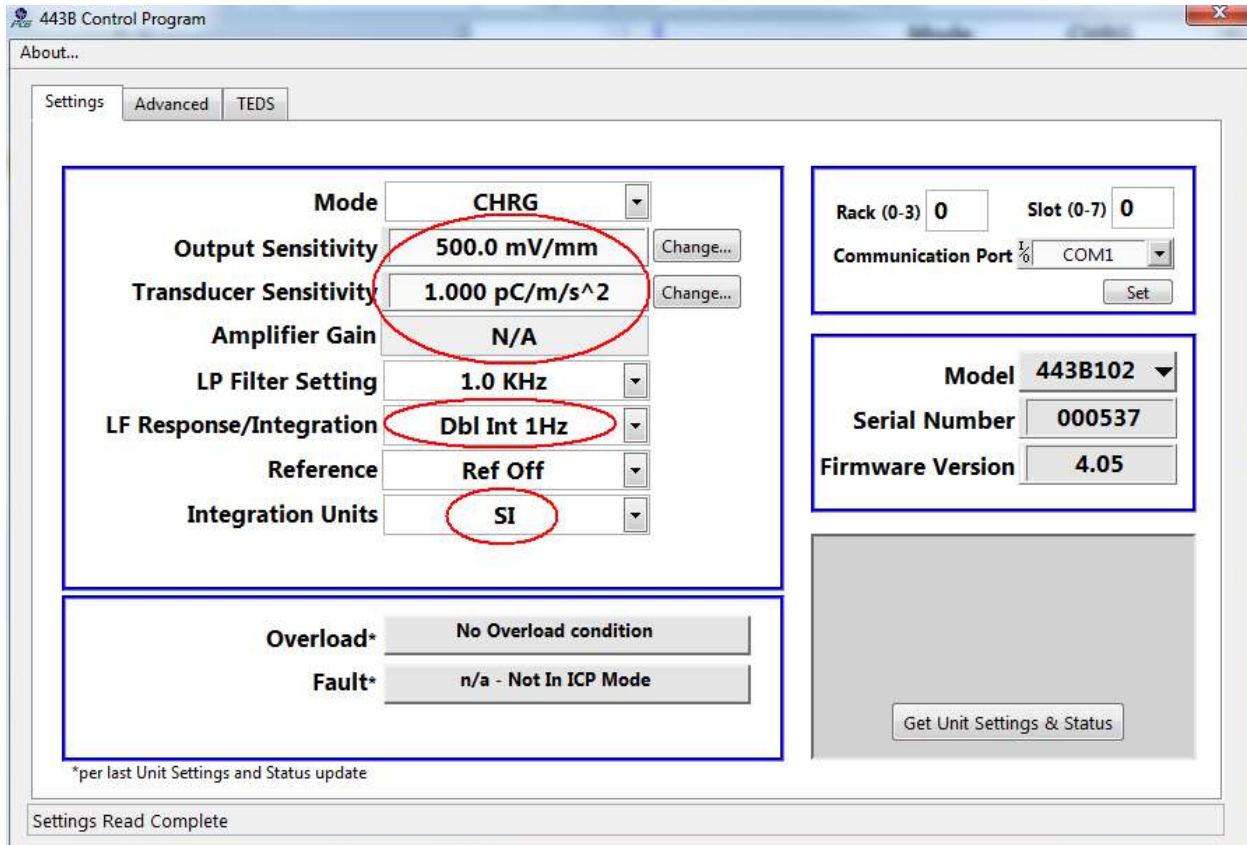 443B Control Program
About...
Settings Advanced TEDS
Mode CHRG
Output Sensitivity 500.0 mV/mm Change...
Transducer Sensitivity 1.000 pC/m/s^2 Change...
Amplifier Gain N/A
LP Filter Setting 1.0 KHz
LF Response/Integration Dbl Int 1Hz
Reference Ref Off
Integration Units SI
Overload* No Overload condition
Fault* n/a - Not In ICP Mode
*per last Unit Settings and Status update
Rack (0-3) 0 Slot (0-7) 0
Communication Port I/O COM1
Set
Model 443B102
Serial Number 000537
Firmware Version 4.05
Get Unit Settings & Status
Settings Read Complete